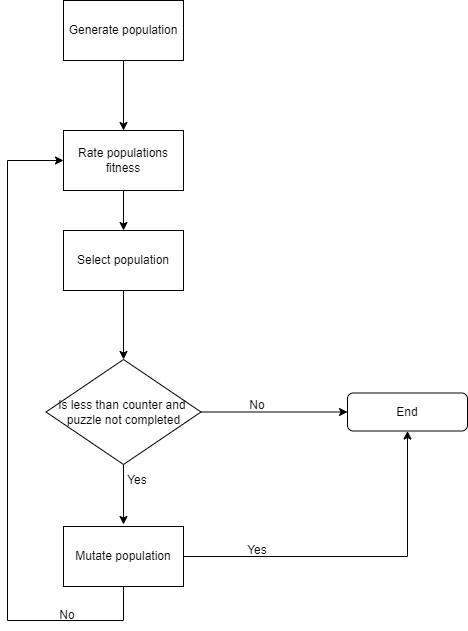 Generate population
Rate populations
fitness
Select population
Is less than counter and
puzzle not completed
No
End
Yes
Mutate population
Yes
No